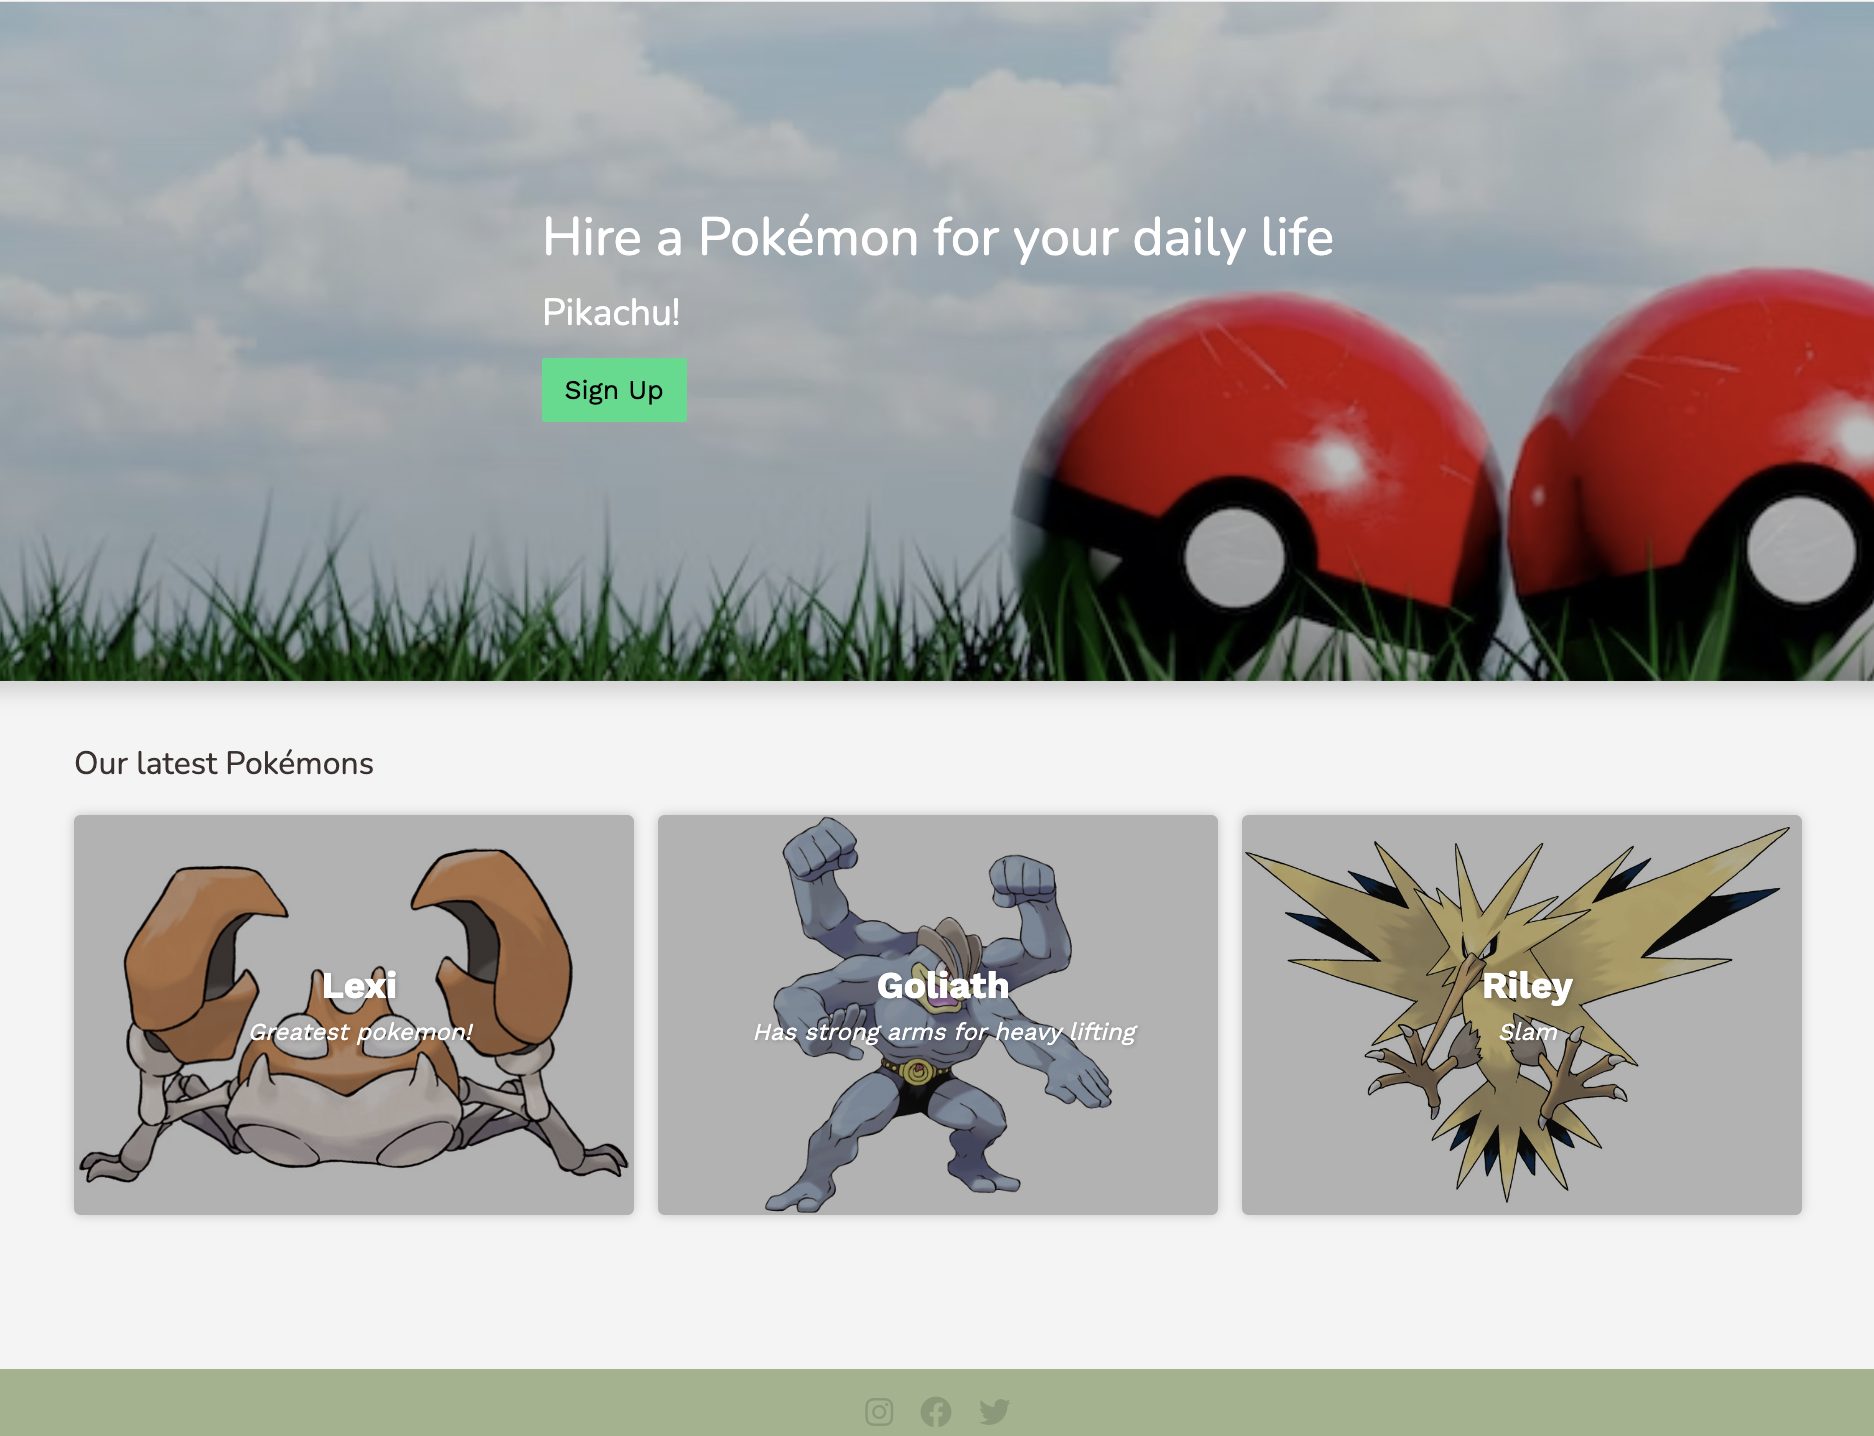 Hire a Pokémon for your daily life
Pikachu!
Sign Up
Our latest Pokémons
Lexi
Greatest pokemon!
Goliath
Has strong arms for heavy lifting
Riley
Slam